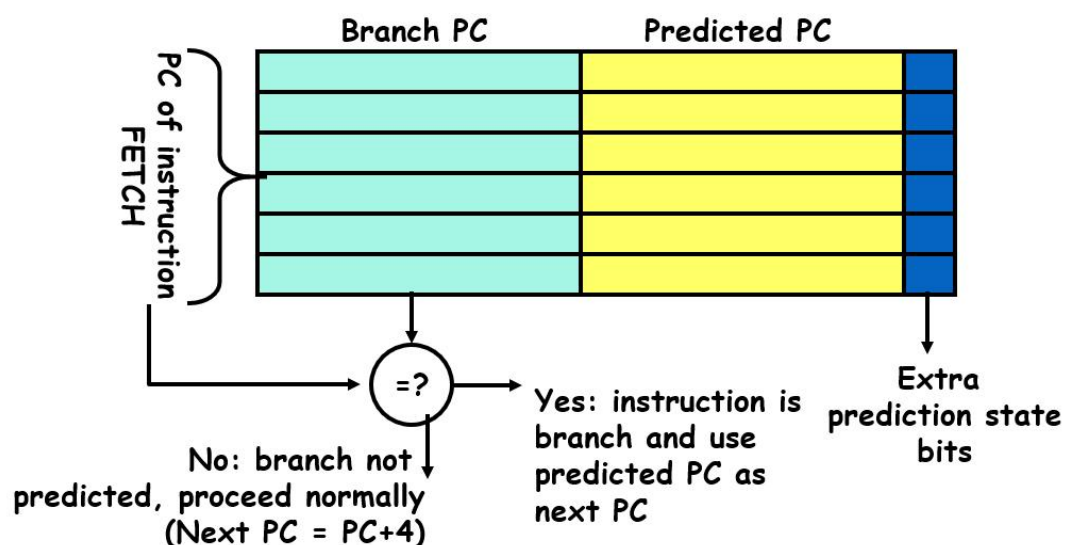 Branch PC
Predicted PC
PC of instruction
FETCH
=?
Extra
prediction state
bits
Yes: instruction is
branch and use
predicted PC as
next PC
No: branch not
predicted, proceed normally
(Next PC = PC+4)